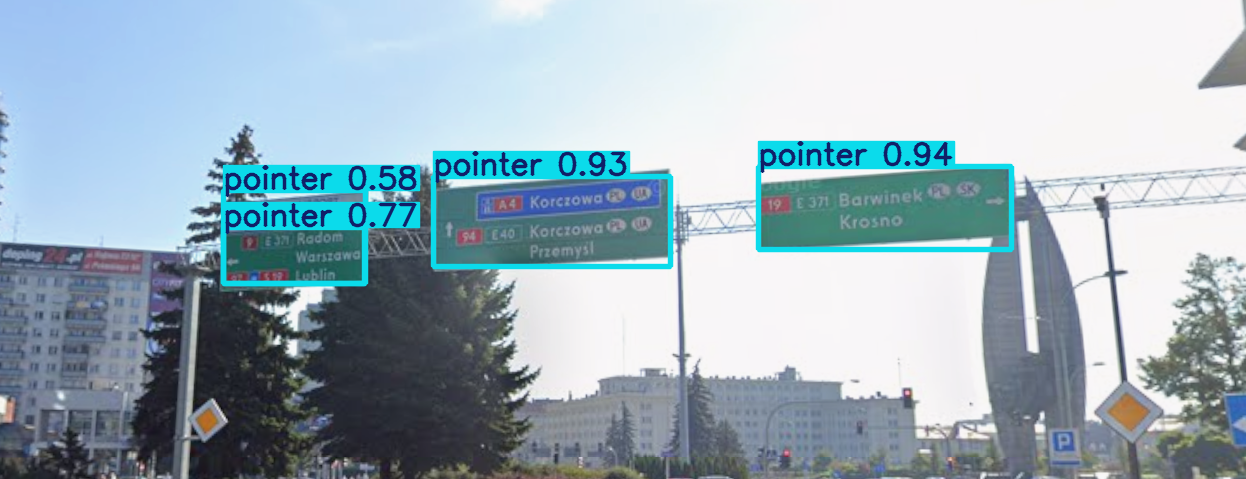 doping24.pl
pointer 0.58
pointer 0.77
9 E 371 Radom
Warszawa
S 19 Lublin
pointer 0.93
A4 Korczowa PL UA
94 E40 Korczowa PL UA
Przemyśl
pointer 0.94
19 E 371 Barwinek PL SK
Krosno
P